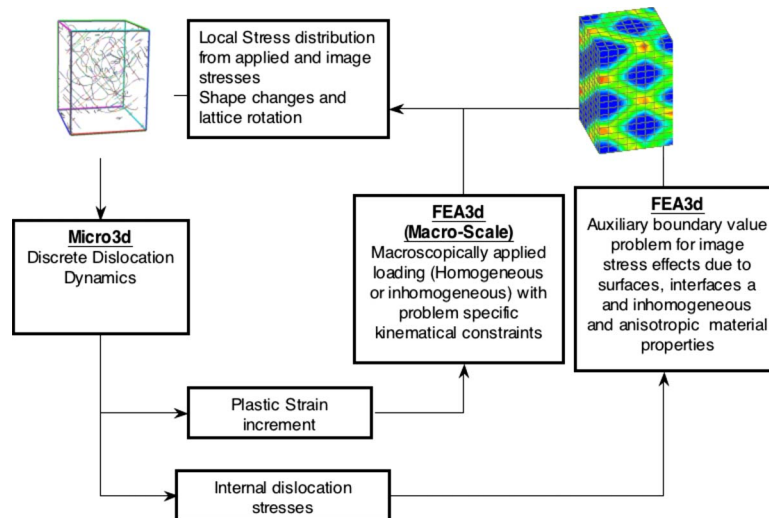 Local Stress distribution
from applied and image
stresses
Shape changes and
lattice rotation
Micro3d
Discrete Dislocation
Dynamics
FEA3d
(Macro-Scale)
Macroscopically applied
loading (Homogeneous
or inhomogeneous) with
problem specific
kinematical constraints
FEA3d
Auxiliary boundary value
problem for image
stress effects due to
surfaces, interfaces a
and inhomogeneous
and anisotropic material
properties
Plastic Strain
increment
Internal dislocation
stresses